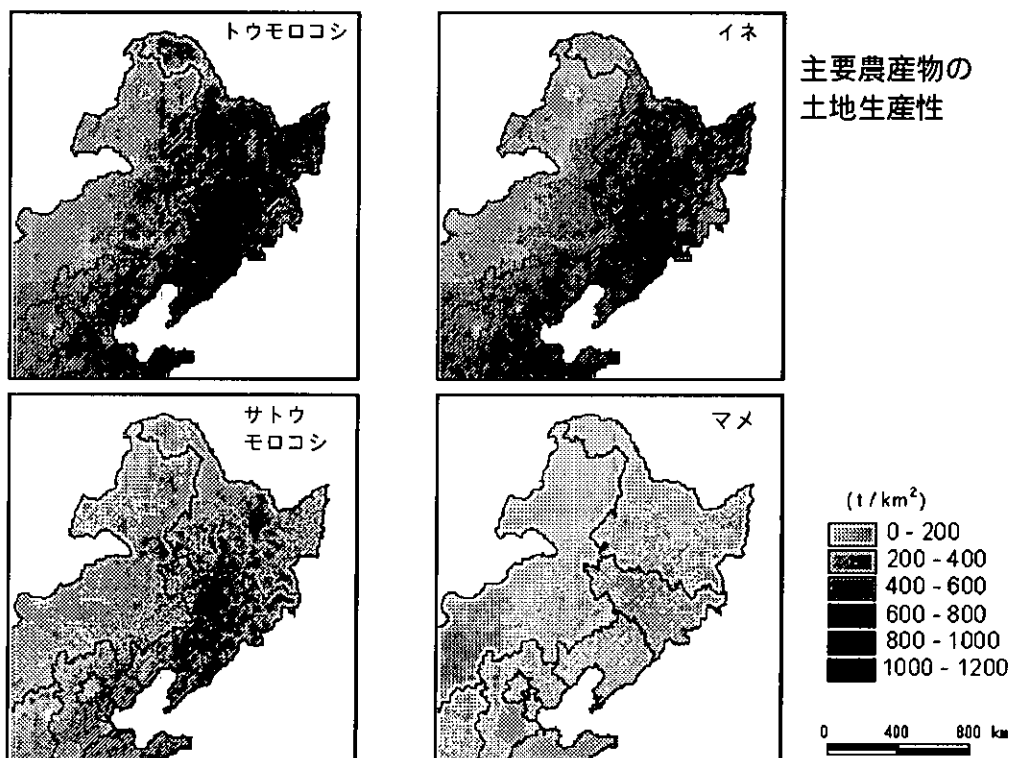 トウモロコシ
イネ
主要農産物の
土地生産性
サトウ
モロコシ
マメ
(t/km²)
0 - 200
200 - 400
400 - 600
600 - 800
800 - 1000
1000 - 1200
0 400 800 km